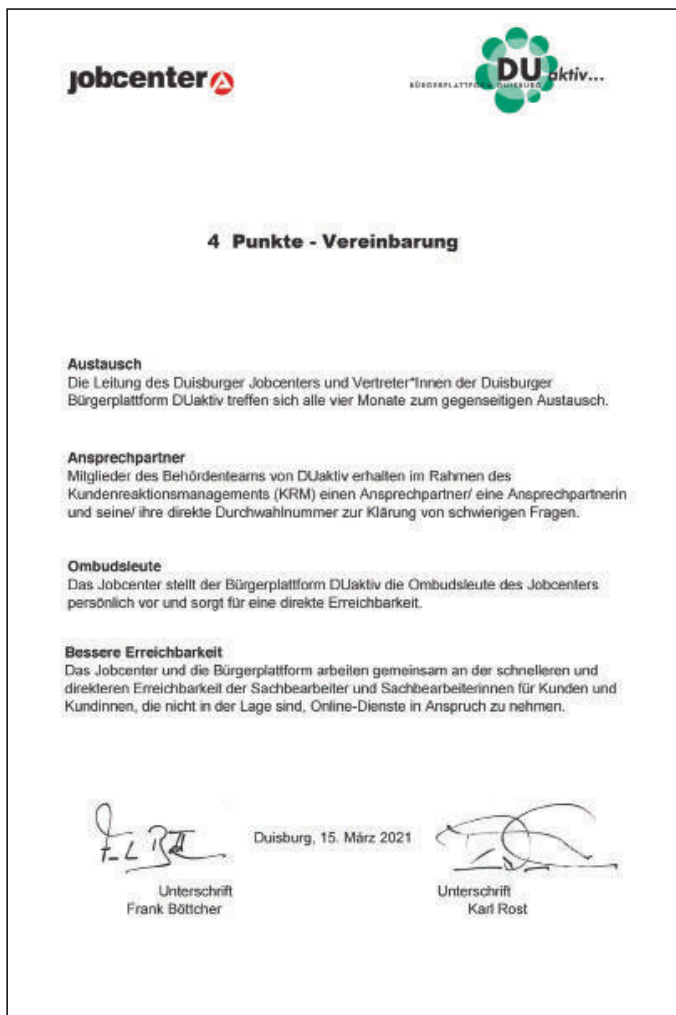 jobcenter
DU aktiv...
BÜRGERPLATTFORM DUISBURG
4 Punkte - Vereinbarung
Austausch
Die Leitung des Duisburger Jobcenters und Vertreter*Innen der Duisburger
Bürgerplattform DUaktiv treffen sich alle vier Monate zum gegenseitigen Austausch.
Ansprechpartner
Mitglieder des Behördenteams von DUaktiv erhalten im Rahmen des
Kundenreaktionsmanagements (KRM) einen Ansprechpartner/ eine Ansprechpartnerin
und seine/ ihre direkte Durchwahlnummer zur Klärung von schwierigen Fragen.
Ombudsleute
Das Jobcenter stellt der Bürgerplattform DUaktiv die Ombudsleute des Jobcenters
persönlich vor und sorgt für eine direkte Erreichbarkeit.
Bessere Erreichbarkeit
Das Jobcenter und die Bürgerplattform arbeiten gemeinsam an der schnelleren und
direkteren Erreichbarkeit der Sachbearbeiter und Sachbearbeiterinnen für Kunden und
Kundinnen, die nicht in der Lage sind, Online-Dienste in Anspruch zu nehmen.
Duisburg, 15. März 2021
Unterschrift Unterschrift
Frank Böttcher Karl Rost